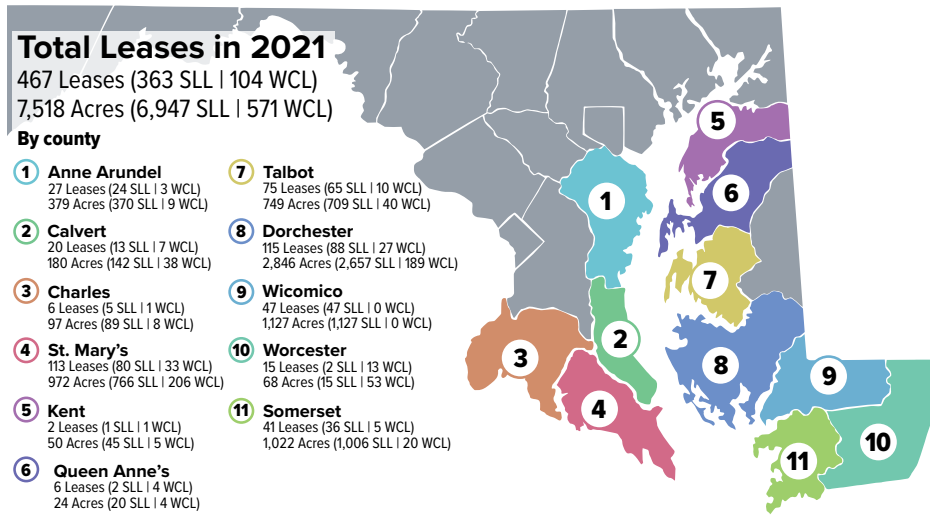 Total Leases in 2021
467 Leases (363 SLL | 104 WCL)
7,518 Acres (6,947 SLL | 571 WCL)
By county
1 Anne Arundel
27 Leases (24 SLL | 3 WCL)
379 Acres (370 SLL | 9 WCL)
2 Calvert
20 Leases (13 SLL | 7 WCL)
180 Acres (142 SLL | 38 WCL)
3 Charles
6 Leases (5 SLL | 1 WCL)
97 Acres (89 SLL | 8 WCL)
4 St. Mary's
113 Leases (80 SLL | 33 WCL)
972 Acres (766 SLL | 206 WCL)
5 Kent
2 Leases (1 SLL | 1 WCL)
50 Acres (45 SLL | 5 WCL)
6 Queen Anne's
6 Leases (2 SLL | 4 WCL)
24 Acres (20 SLL | 4 WCL)
7 Talbot
75 Leases (65 SLL | 10 WCL)
749 Acres (709 SLL | 40 WCL)
8 Dorchester
115 Leases (88 SLL | 27 WCL)
2,846 Acres (2,657 SLL | 189 WCL)
9 Wicomico
47 Leases (47 SLL | 0 WCL)
1,127 Acres (1,127 SLL | 0 WCL)
10 Worcester
15 Leases (2 SLL | 13 WCL)
68 Acres (15 SLL | 53 WCL)
11 Somerset
41 Leases (36 SLL | 5 WCL)
1,022 Acres (1,006 SLL | 20 WCL)
5
6
1
7
2
3
8
9
4
10
11